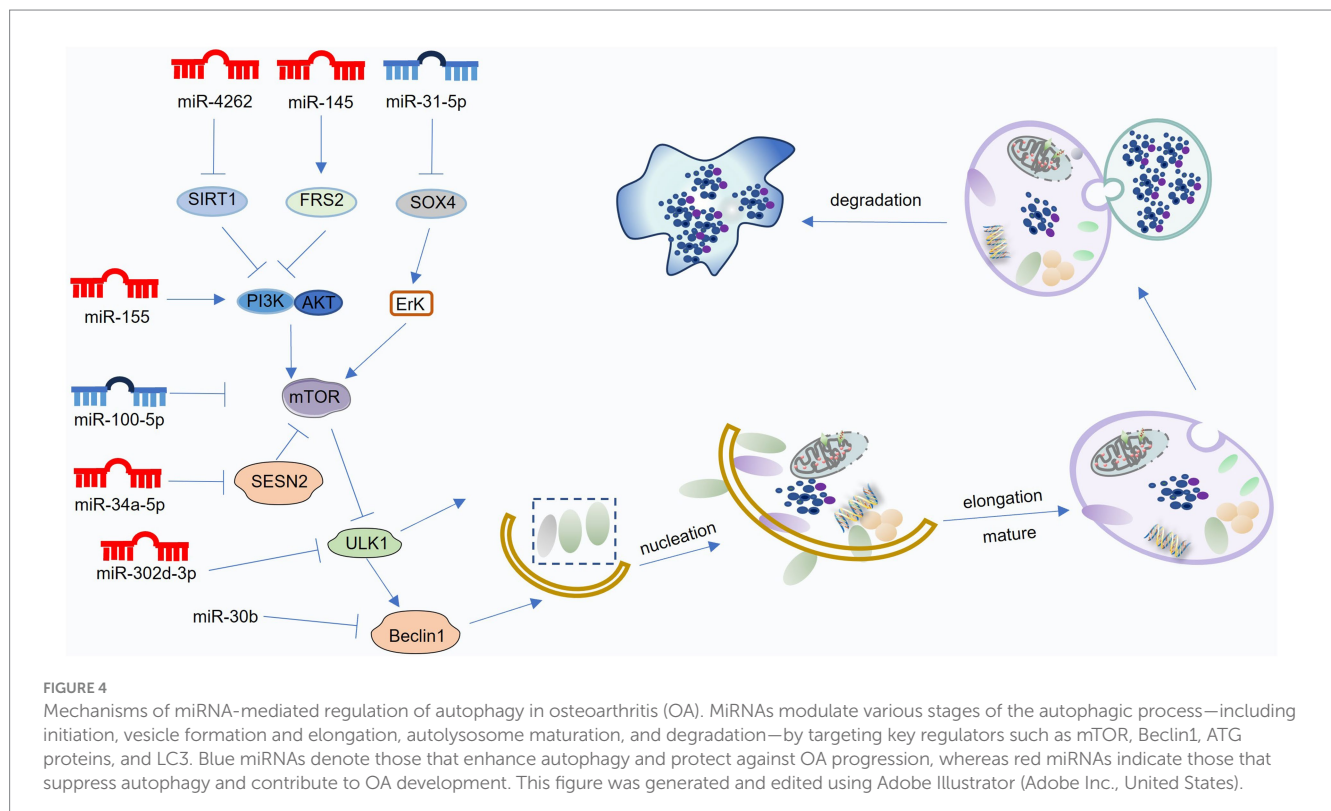 miR-4262
miR-145
miR-31-5p
SIRT1
FRS2
SOX4
degradation
miR-155
PI3K
AKT
ErK
miR-100-5p
mTOR
miR-34a-5p
SESN2
miR-302d-3p
ULK1
nucleation
elongation
mature
miR-30b
Beclin1
FIGURE 4
Mechanisms of miRNA-mediated regulation of autophagy in osteoarthritis (OA). MiRNAs modulate various stages of the autophagic process—including
initiation, vesicle formation and elongation, autolysosome maturation, and degradation—by targeting key regulators such as mTOR, Beclin1, ATG
proteins, and LC3. Blue miRNAs denote those that enhance autophagy and protect against OA progression, whereas red miRNAs indicate those that
suppress autophagy and contribute to OA development. This figure was generated and edited using Adobe Illustrator (Adobe Inc., United States).